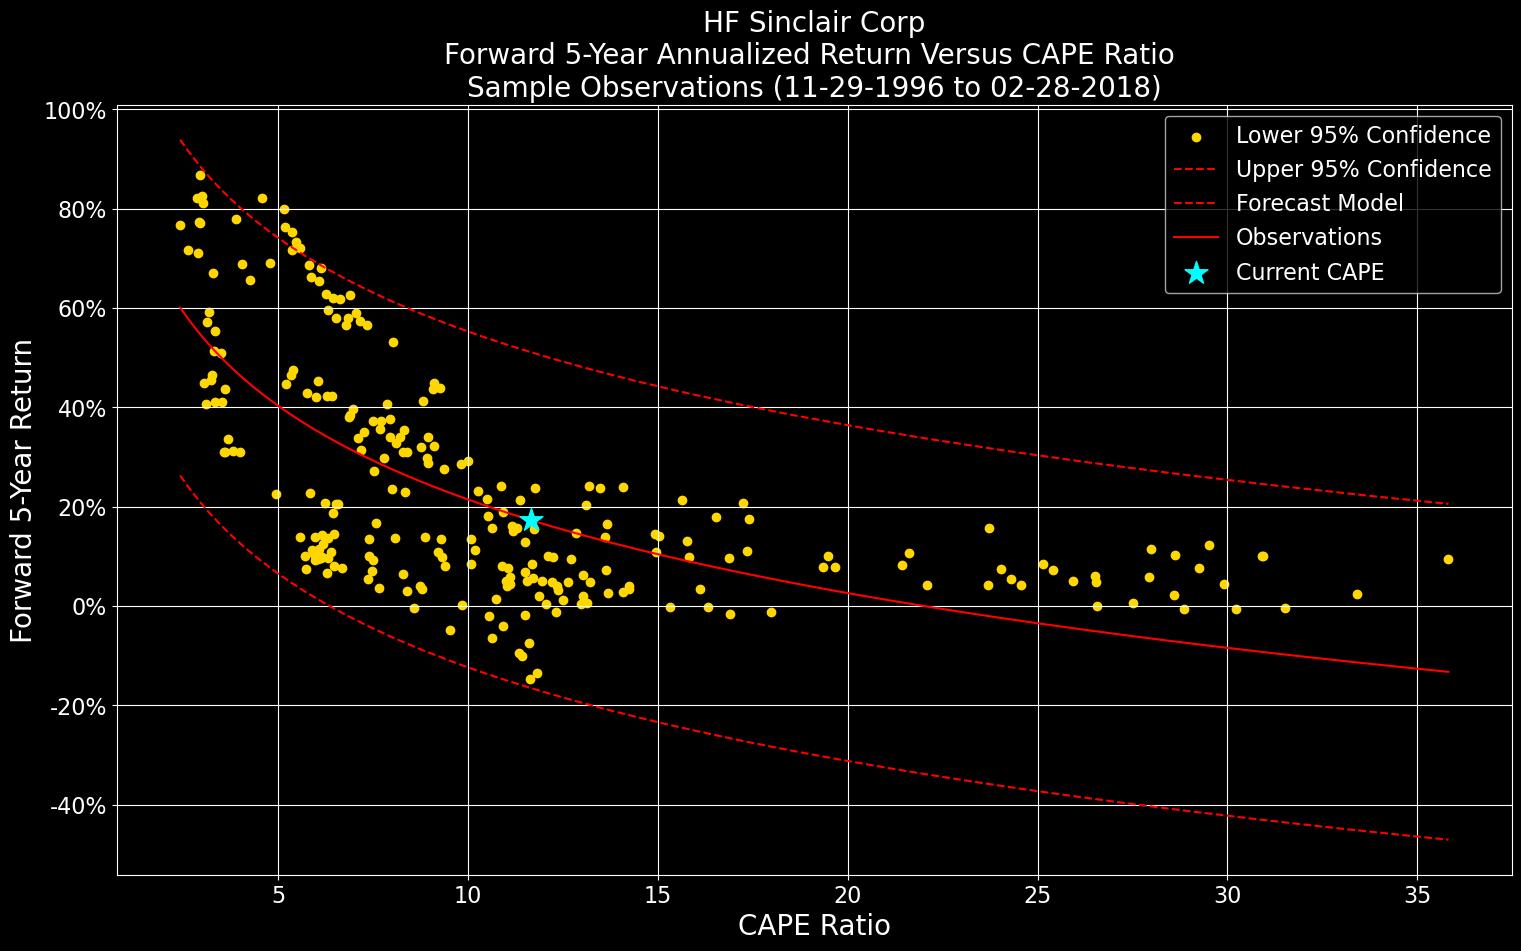 HF Sinclair Corp
Forward 5-Year Annualized Return Versus CAPE Ratio
Sample Observations (11-29-1996 to 02-28-2018)
Forward 5-Year Return
100%
80%
60%
40%
20%
0%
-20%
-40%
Lower 95% Confidence
Upper 95% Confidence
Forecast Model
Observations
Current CAPE
5 10 15 20 25 30 35
CAPE Ratio